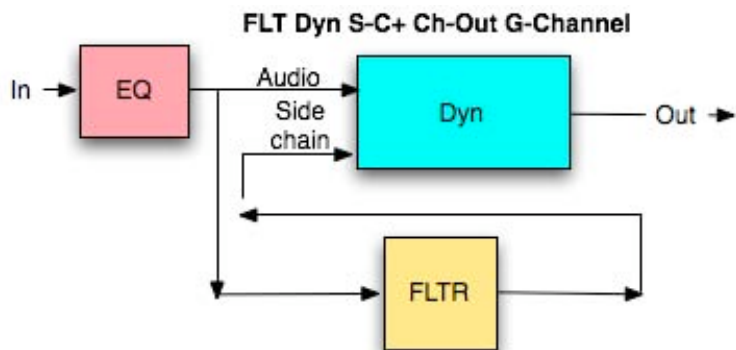 FLT Dyn S-C+ Ch-Out G-Channel
In
EQ
Audio
Side
chain
Dyn
Out
FLTR